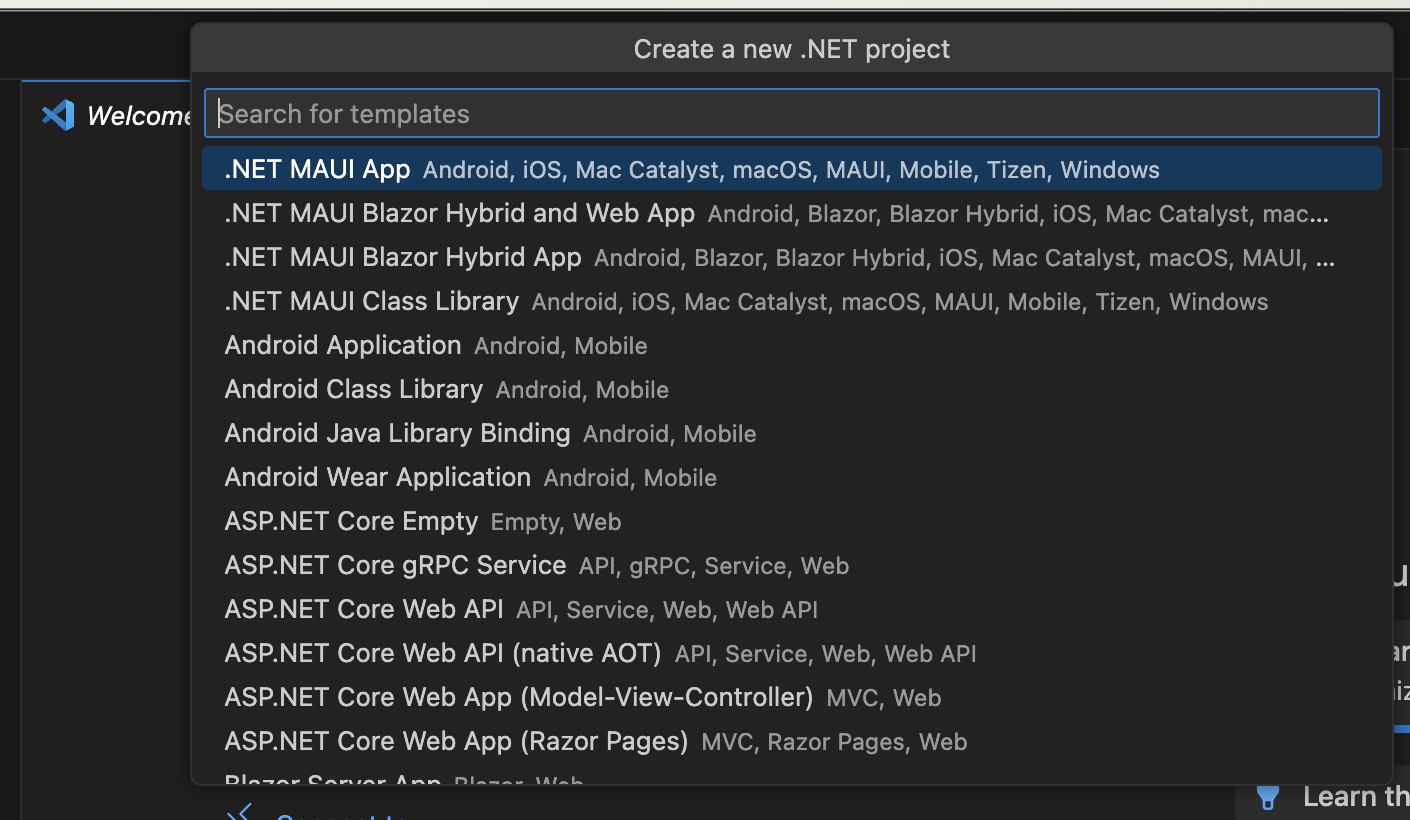 Create a new .NET project
Welcome
Search for templates
.NET MAUI App Android, iOS, Mac Catalyst, macOS, MAUI, Mobile, Tizen, Windows
.NET MAUI Blazor Hybrid and Web App Android, Blazor, Blazor Hybrid, iOS, Mac Catalyst, mac...
.NET MAUI Blazor Hybrid App Android, Blazor, Blazor Hybrid, iOS, Mac Catalyst, macOS, MAUI, ...
.NET MAUI Class Library Android, iOS, Mac Catalyst, macOS, MAUI, Mobile, Tizen, Windows
Android Application Android, Mobile
Android Class Library Android, Mobile
Android Java Library Binding Android, Mobile
Android Wear Application Android, Mobile
ASP.NET Core Empty Empty, Web
ASP.NET Core gRPC Service API, gRPC, Service, Web
ASP.NET Core Web API API, Service, Web, Web API
ASP.NET Core Web API (native AOT) API, Service, Web, Web API
ASP.NET Core Web App (Model-View-Controller) MVC, Web
ASP.NET Core Web App (Razor Pages) MVC, Razor Pages, Web
Blazor Server App Blazor, Web
Learn th